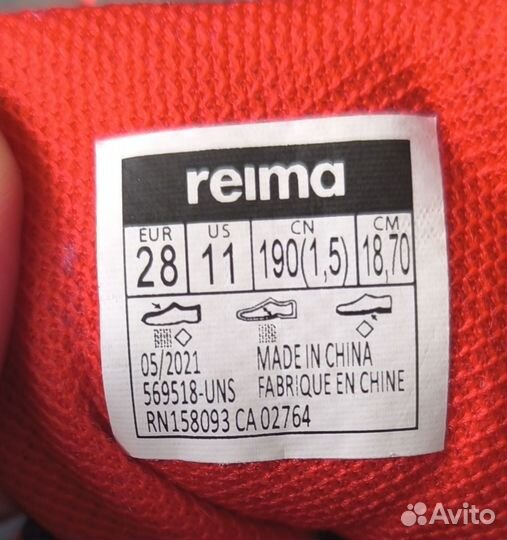 reima
EUR US CN CM
28 11 190(1,5) 18,70
05/2021 MADE IN CHINA
569518-UNS FABRIQUE EN CHINE
RN158093 CA 02764
Avito